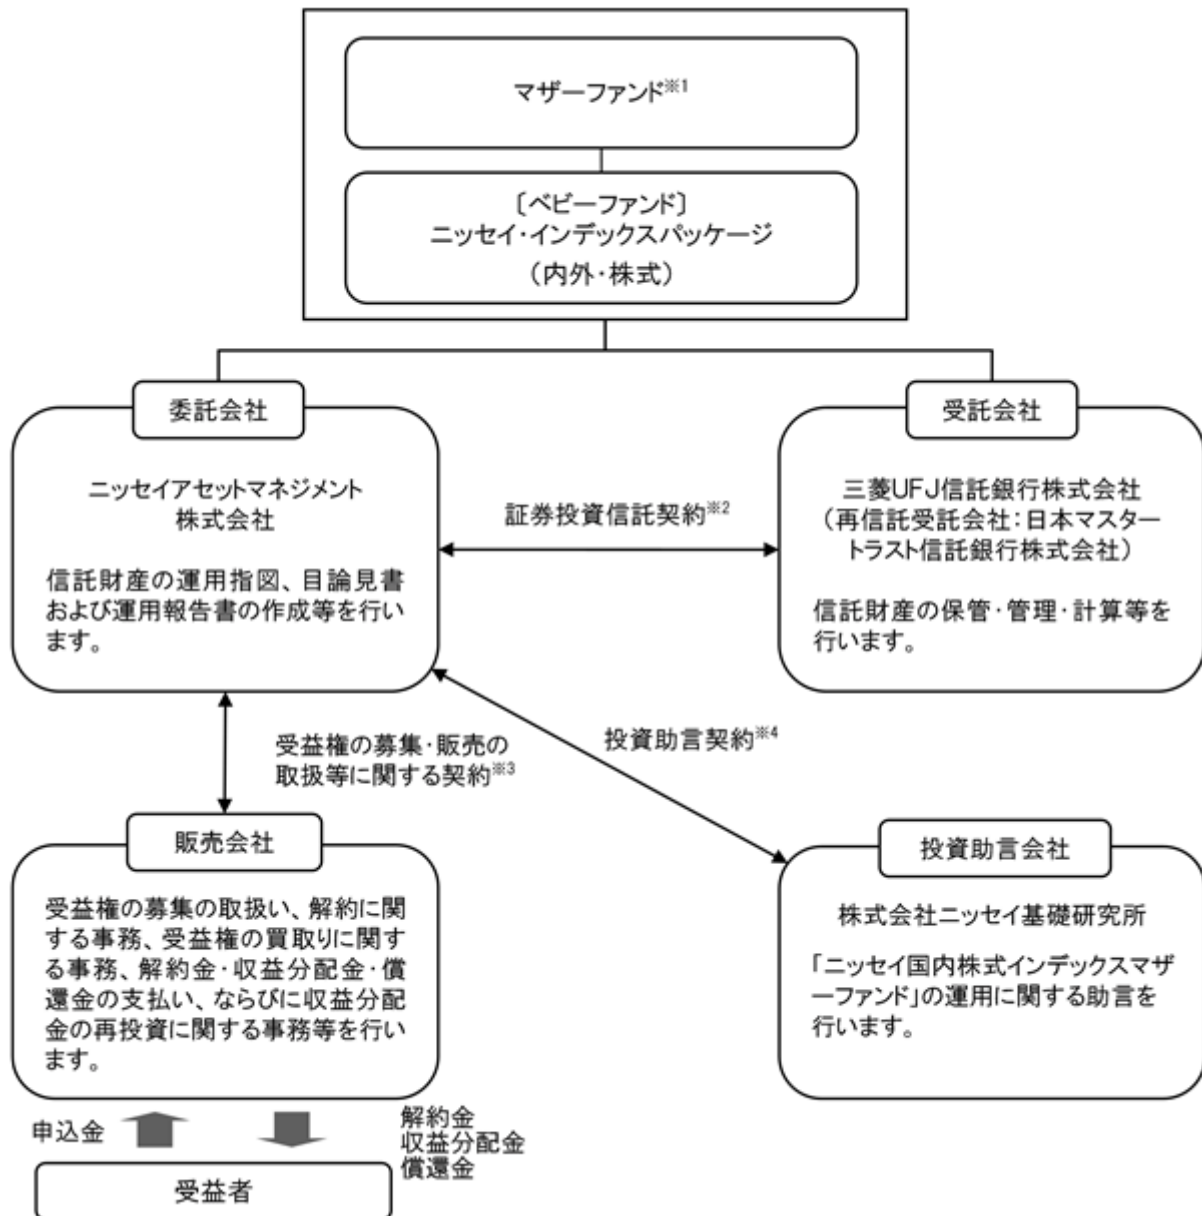 マザーファンド※1
〔ベビーファンド〕
ニッセイ・インデックスパッケージ
（内外・株式）
委託会社
ニッセイアセットマネジメント
株式会社
信託財産の運用指図、目論見書
および運用報告書の作成等を行い
ます。
受託会社
三菱UFJ信託銀行株式会社
（再信託受託会社：日本マスター
トラスト信託銀行株式会社）
信託財産の保管・管理・計算等を
行います。
証券投資信託契約※2
受益権の募集・販売の
取扱等に関する契約※3
投資助言契約※4
販売会社
受益権の募集の取扱い、解約に関
する事務、受益権の買取りに関す
る事務、解約金・収益分配金・償
還金の支払い、ならびに収益分配
金の再投資に関する事務等を行い
ます。
投資助言会社
株式会社ニッセイ基礎研究所
「ニッセイ国内株式インデックスマザ
ーファンド」の運用に関する助言を
行います。
申込金
解約金
収益分配金
償還金
受益者